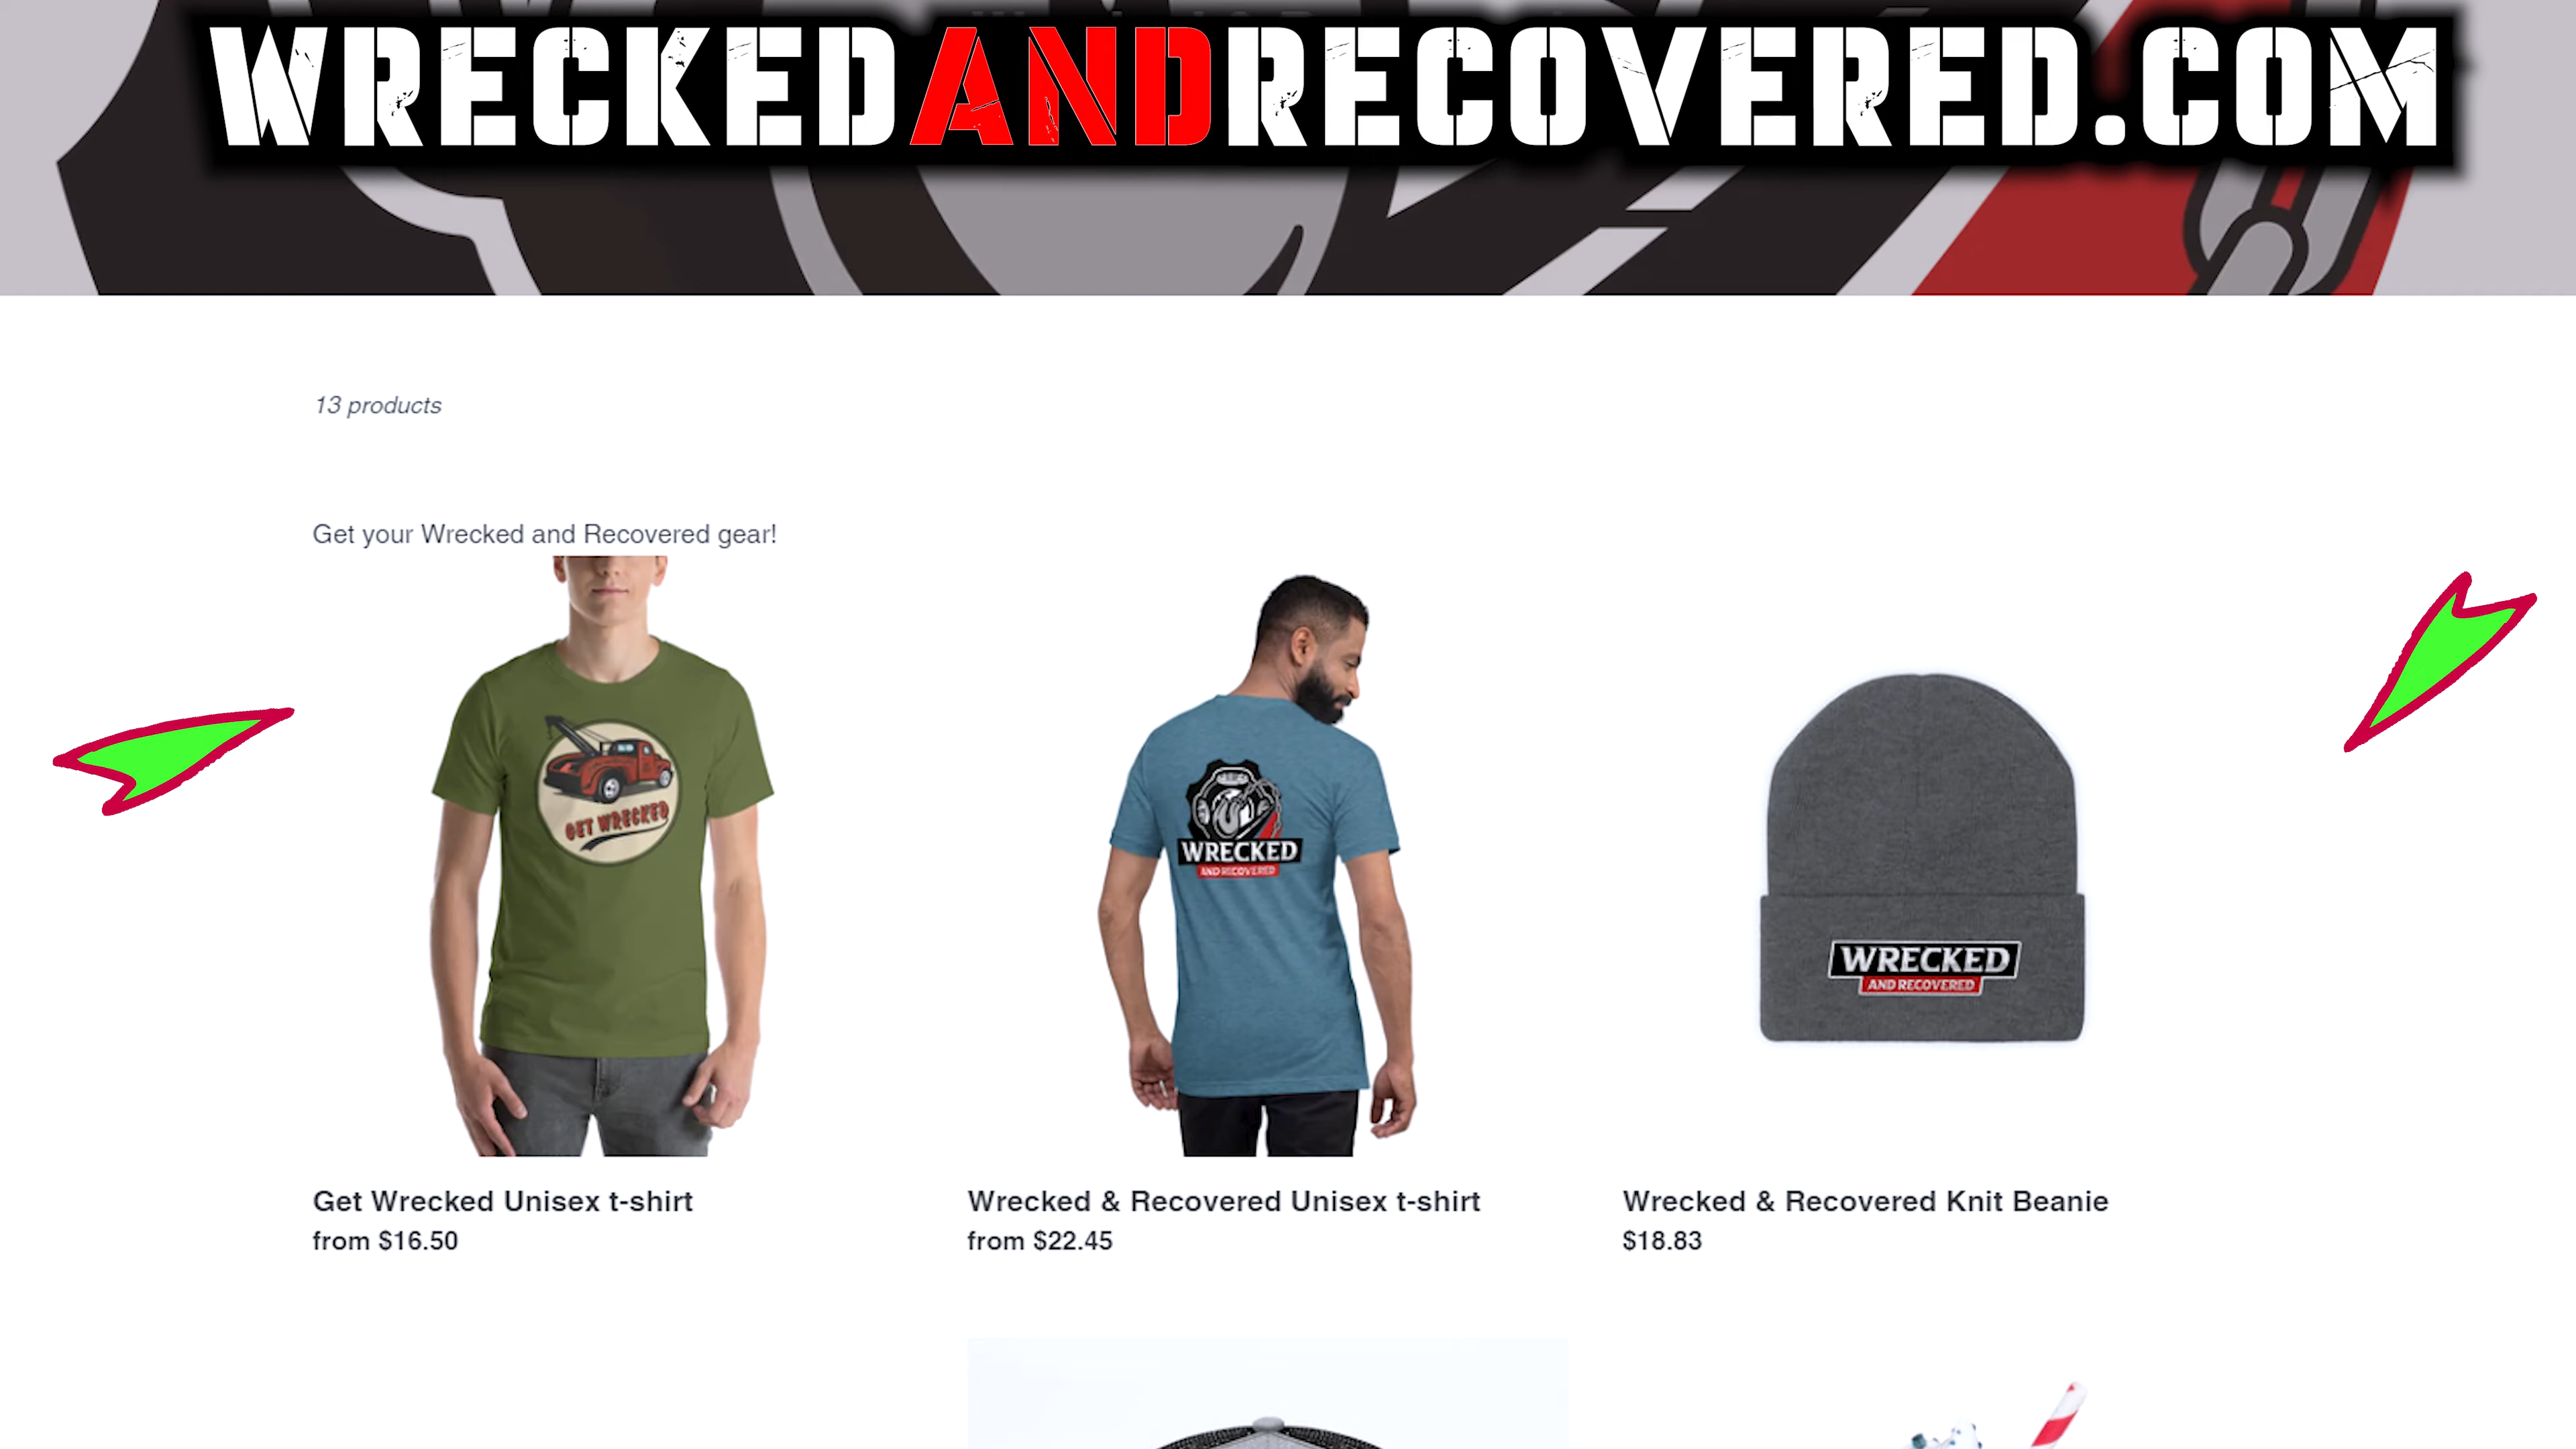 WRECKEDANDRECOVERED.COM
13 products
Get your Wrecked and Recovered gear!
GET WRECKED
WRECKED
AND RECOVERED
WRECKED
AND RECOVERED
Get Wrecked Unisex t-shirt
from $16.50
Wrecked & Recovered Unisex t-shirt
from $22.45
Wrecked & Recovered Knit Beanie
$18.83